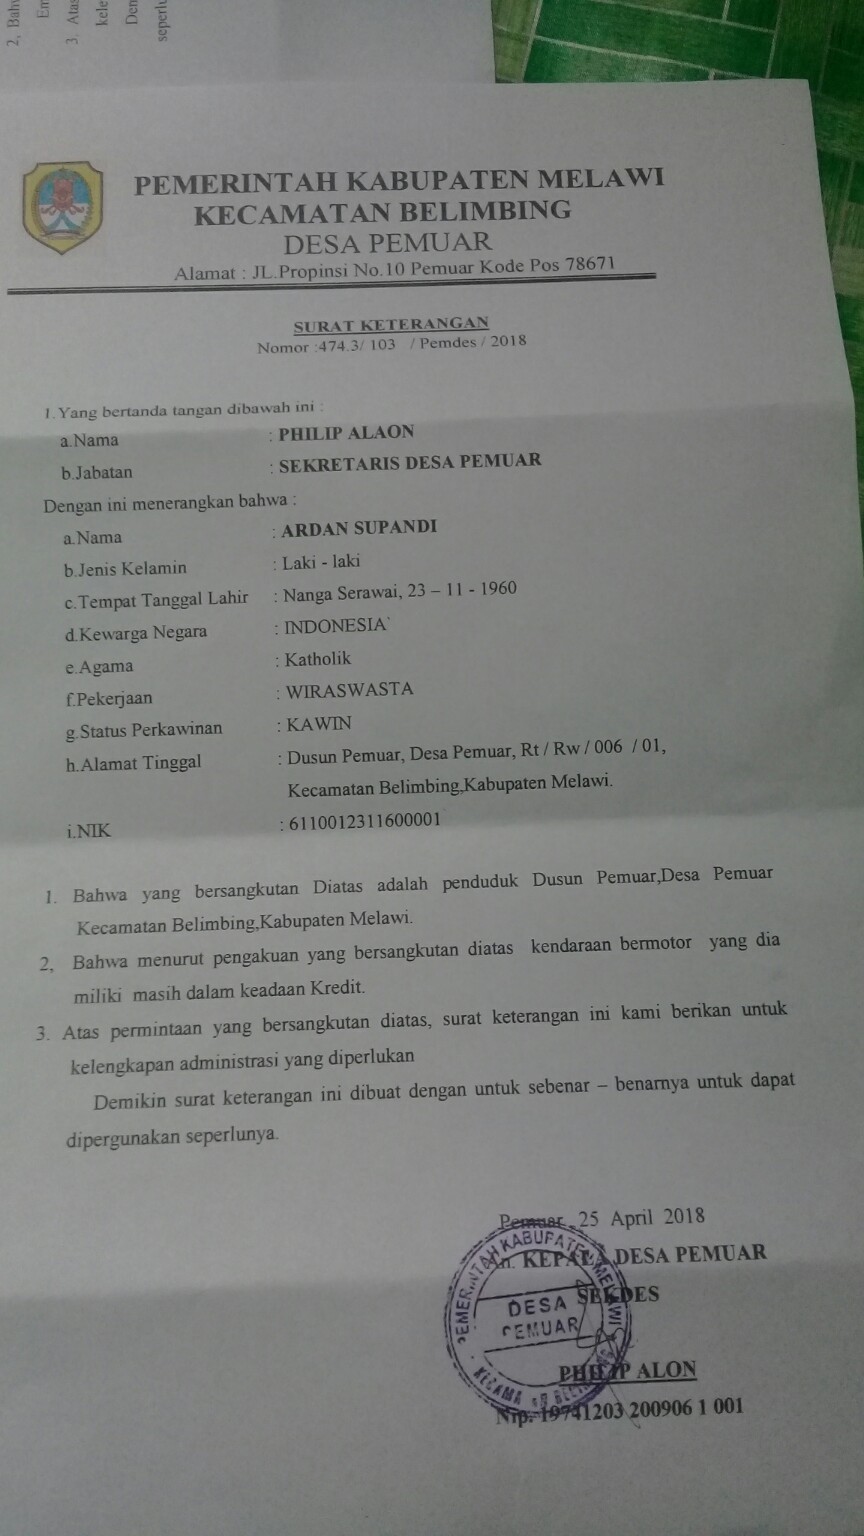 2, Bahw
Em
3. Atas
kele
Den
seperlu
PEMERINTAH KABUPATEN MELAWI
KECAMATAN BELIMBING
DESA PEMUAR
Alamat : JL.Propinsi No.10 Pemuar Kode Pos 78671
SURAT KETERANGAN
Nomor :474.3/ 103 / Pemdes / 2018
1.Yang bertanda tangan dibawah ini :
a.Nama : PHILIP ALAON
b.Jabatan : SEKRETARIS DESA PEMUAR
Dengan ini menerangkan bahwa :
a.Nama : ARDAN SUPANDI
b.Jenis Kelamin : Laki - laki
c.Tempat Tanggal Lahir : Nanga Serawai, 23 – 11 - 1960
d.Kewarga Negara : INDONESIA`
e.Agama : Katholik
f.Pekerjaan : WIRASWASTA
g.Status Perkawinan : KAWIN
h.Alamat Tinggal : Dusun Pemuar, Desa Pemuar, Rt / Rw / 006 / 01,
Kecamatan Belimbing,Kabupaten Melawi.
i.NIK : 6110012311600001
1. Bahwa yang bersangkutan Diatas adalah penduduk Dusun Pemuar,Desa Pemuar
Kecamatan Belimbing,Kabupaten Melawi.
2, Bahwa menurut pengakuan yang bersangkutan diatas kendaraan bermotor yang dia
miliki masih dalam keadaan Kredit.
3. Atas permintaan yang bersangkutan diatas, surat keterangan ini kami berikan untuk
kelengkapan administrasi yang diperlukan
Demikin surat keterangan ini dibuat dengan untuk sebenar – benarnya untuk dapat
dipergunakan seperlunya.
Pemuar 25 April 2018
An. KEPALA DESA PEMUAR
SEKDES
PEMERINTAH KABUPATEN MELAWI
DESA
PEMUAR
PHILIP ALON
Nip. 19741203 200906 1 001